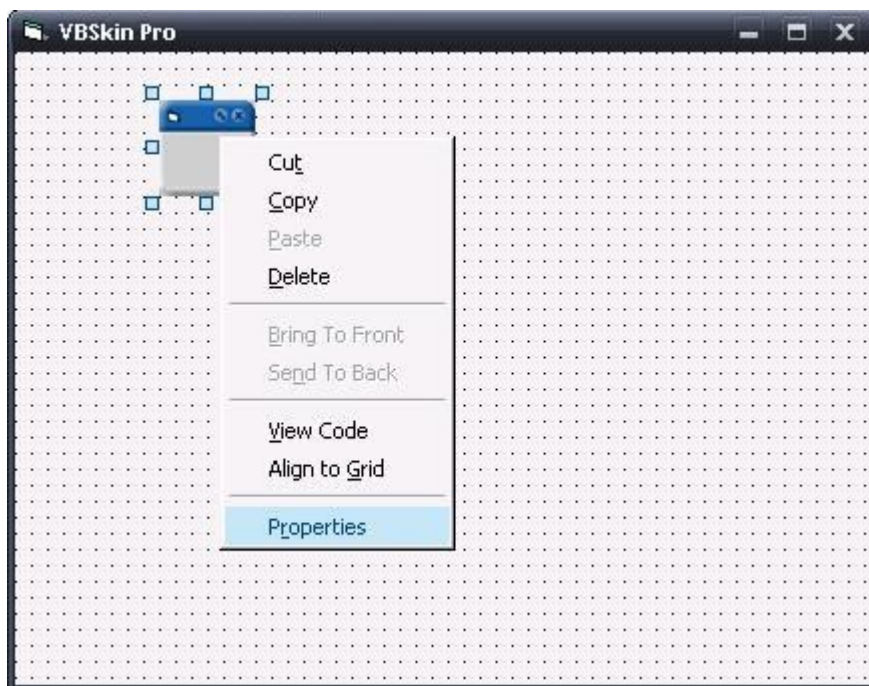 VBSkin Pro
Cut
Copy
Paste
Delete
Bring To Front
Send To Back
View Code
Align to Grid
Properties